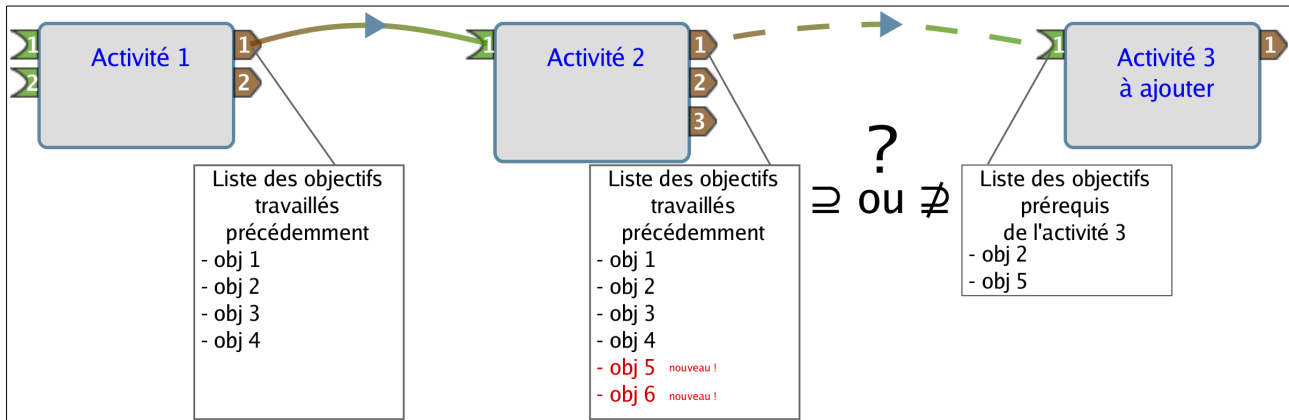 1
2
Activité 1
1
2
1
Activité 2
1
2
3
1
Activité 3
à ajouter
1
Liste des objectifs
travaillés
précédemment
- obj 1
- obj 2
- obj 3
- obj 4
Liste des objectifs
travaillés
précédemment
- obj 1
- obj 2
- obj 3
- obj 4
- obj 5 nouveau !
- obj 6 nouveau !
?
⊇ ou ⊉
Liste des objectifs
prérequis
de l'activité 3
- obj 2
- obj 5